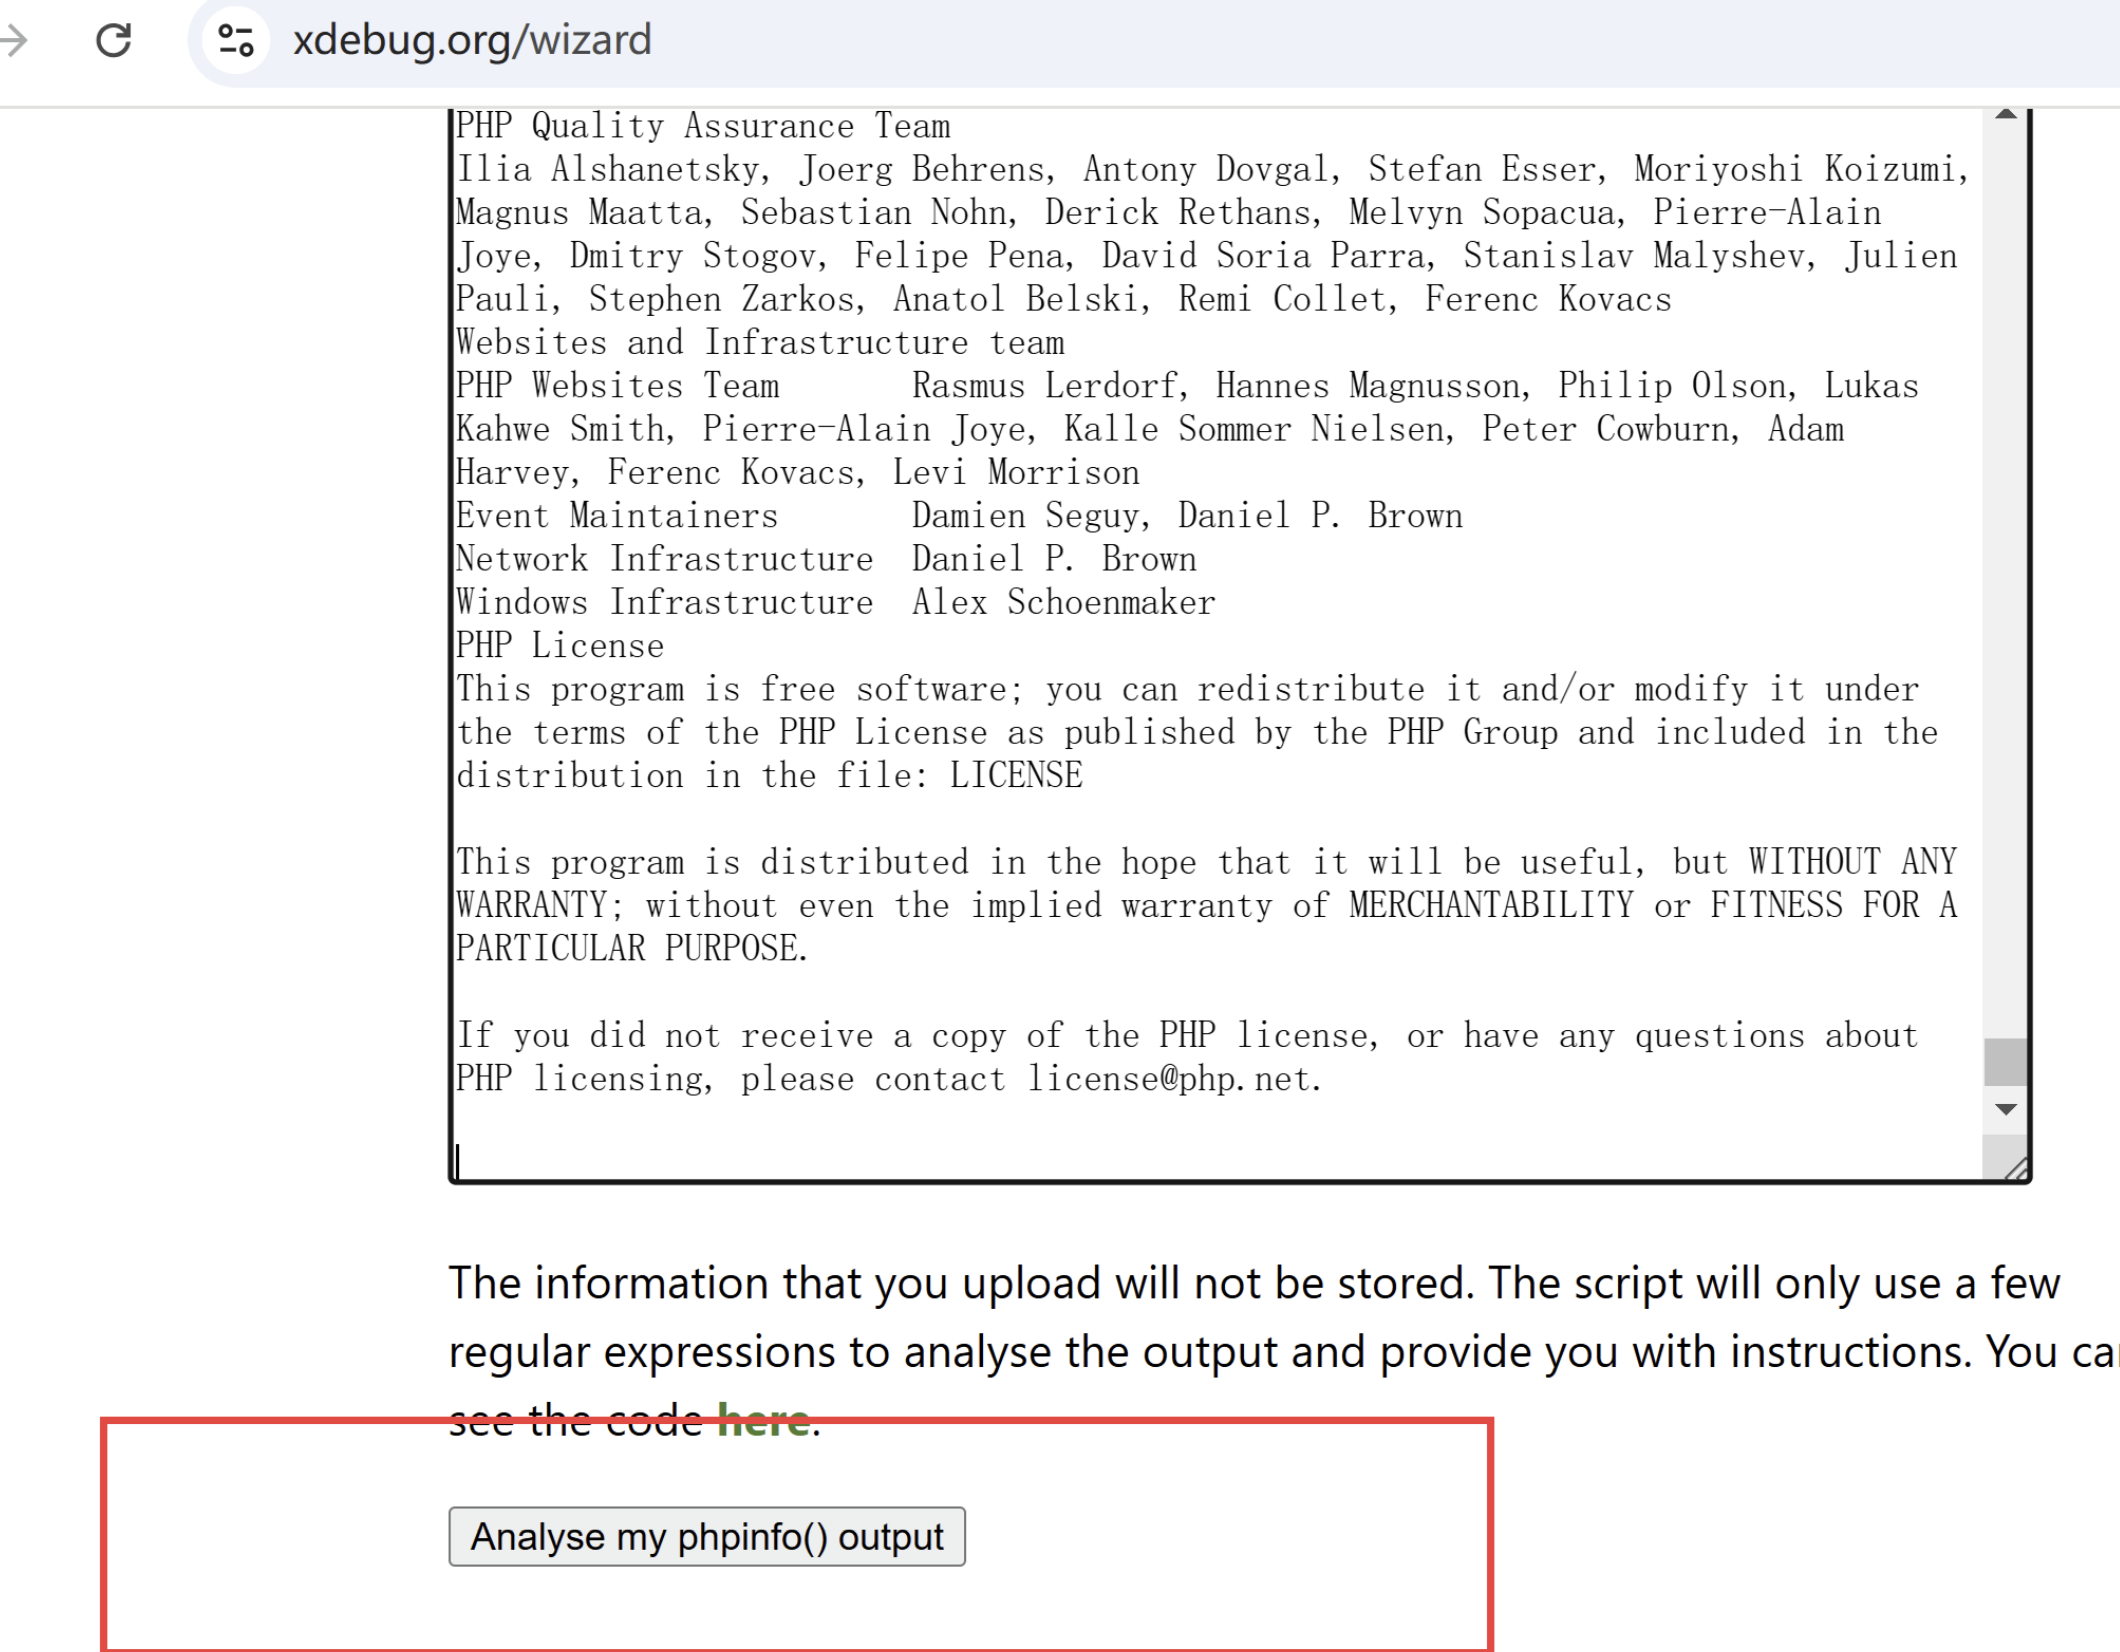 xdebug.org/wizard
PHP Quality Assurance Team
Ilia Alshanetsky, Joerg Behrens, Antony Dovgal, Stefan Esser, Moriyoshi Koizumi,
Magnus Maatta, Sebastian Nohn, Derick Rethans, Melvyn Sopacua, Pierre-Alain
Joye, Dmitry Stogov, Felipe Pena, David Soria Parra, Stanislav Malyshev, Julien
Pauli, Stephen Zarkos, Anatol Belski, Remi Collet, Ferenc Kovacs
Websites and Infrastructure team
PHP Websites Team Rasmus Lerdorf, Hannes Magnusson, Philip Olson, Lukas
Kahwe Smith, Pierre-Alain Joye, Kalle Sommer Nielsen, Peter Cowburn, Adam
Harvey, Ferenc Kovacs, Levi Morrison
Event Maintainers Damien Seguy, Daniel P. Brown
Network Infrastructure Daniel P. Brown
Windows Infrastructure Alex Schoenmaker
PHP License
This program is free software; you can redistribute it and/or modify it under
the terms of the PHP License as published by the PHP Group and included in the
distribution in the file: LICENSE
This program is distributed in the hope that it will be useful, but WITHOUT ANY
WARRANTY; without even the implied warranty of MERCHANTABILITY or FITNESS FOR A
PARTICULAR PURPOSE.
If you did not receive a copy of the PHP license, or have any questions about
PHP licensing, please contact license@php.net.
The information that you upload will not be stored. The script will only use a few
regular expressions to analyse the output and provide you with instructions. You can
see the code here.
Analyse my phpinfo() output